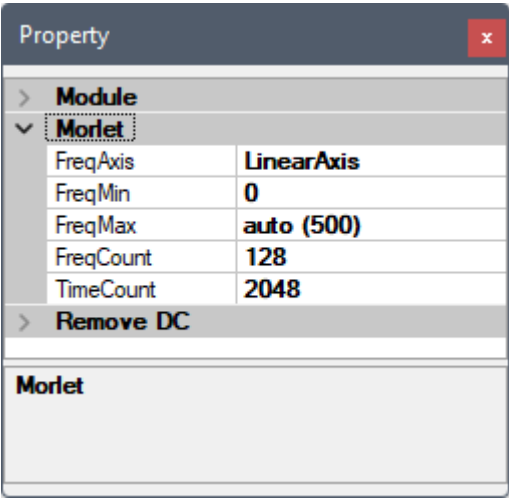 Property
x
Module
Morlet
FreqAxis LinearAxis
FreqMin 0
FreqMax auto (500)
FreqCount 128
TimeCount 2048
Remove DC
Morlet